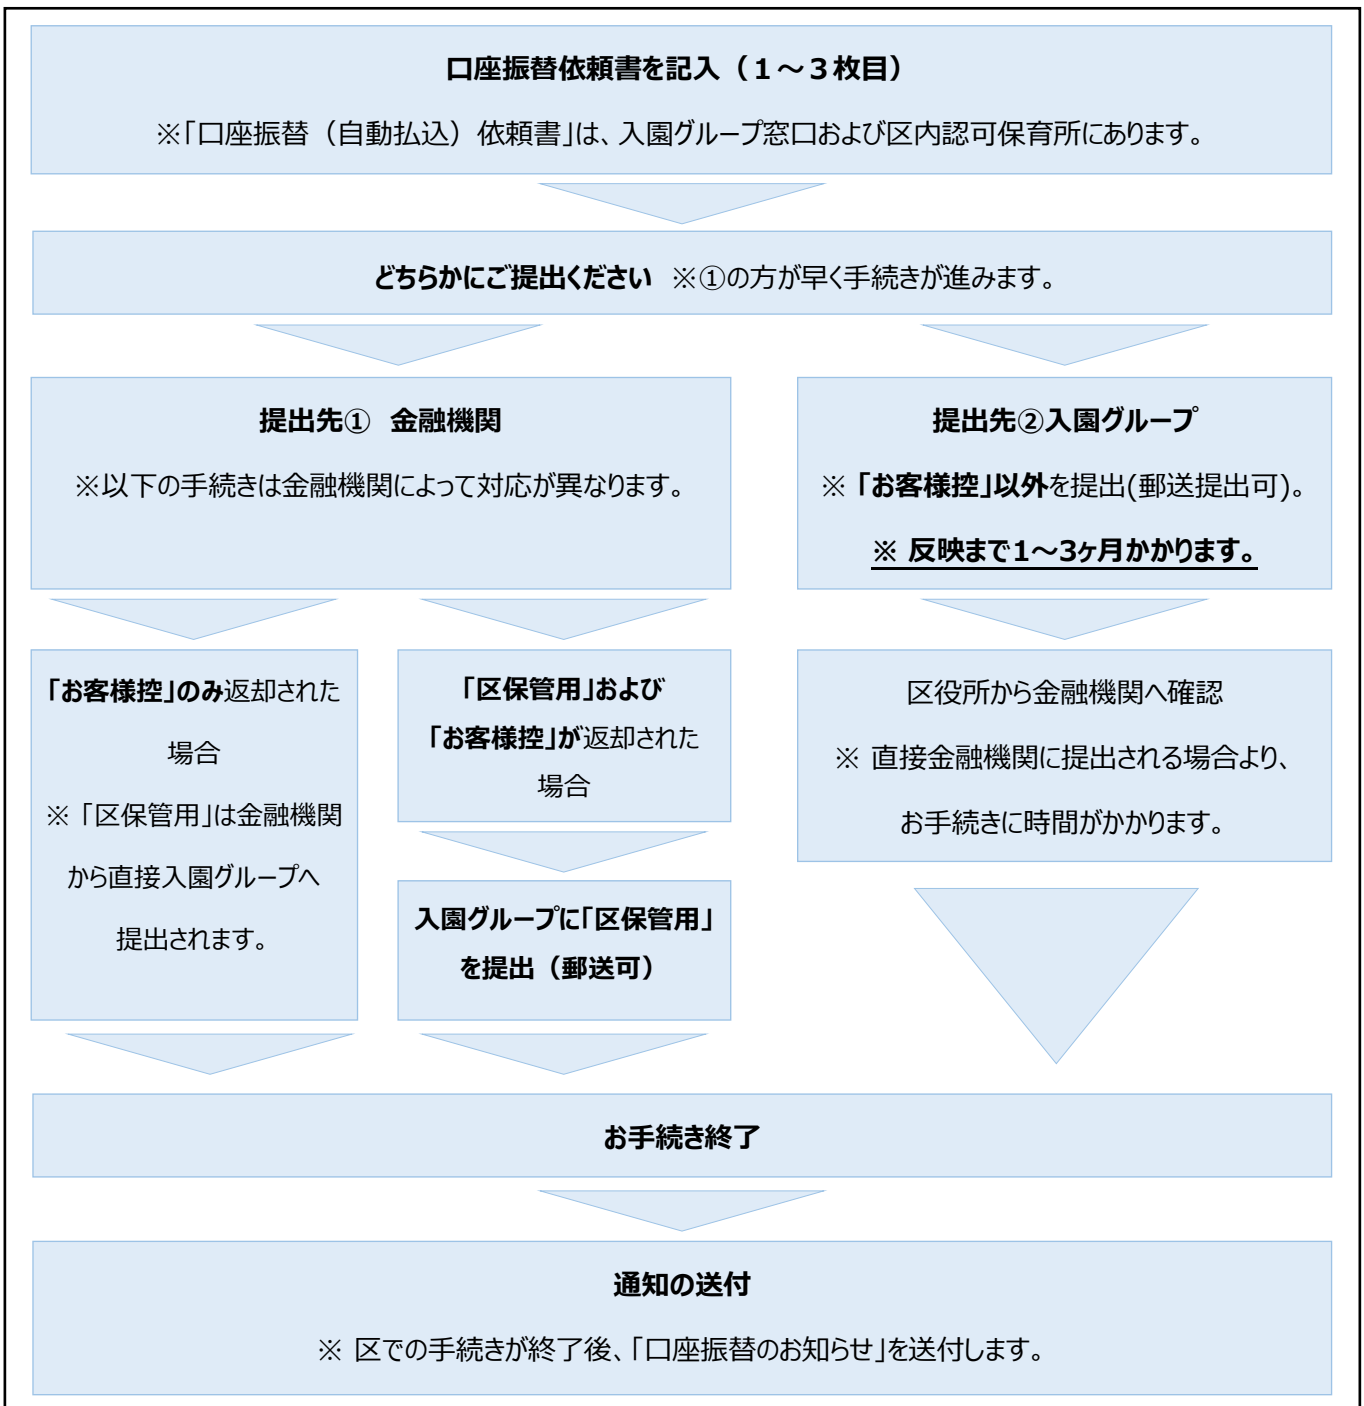 口座振替依頼書を記入（１～３枚目）
※「口座振替（自動払込）依頼書」は、入園グループ窓口および区内認可保育所にあります。
どちらかにご提出ください ※①の方が早く手続きが進みます。
提出先① 金融機関
※以下の手続きは金融機関によって対応が異なります。
提出先②入園グループ
※「お客様控」以外を提出(郵送提出可)。
※ 反映まで1～3ヶ月かかります。
「お客様控」のみ返却された
場合
※「区保管用」は金融機関
から直接入園グループへ
提出されます。
「区保管用」および
「お客様控」が返却された
場合
入園グループに「区保管用」
を提出（郵送可）
区役所から金融機関へ確認
※ 直接金融機関に提出される場合より、
お手続きに時間がかかります。
お手続き終了
通知の送付
※ 区での手続きが終了後、「口座振替のお知らせ」を送付します。